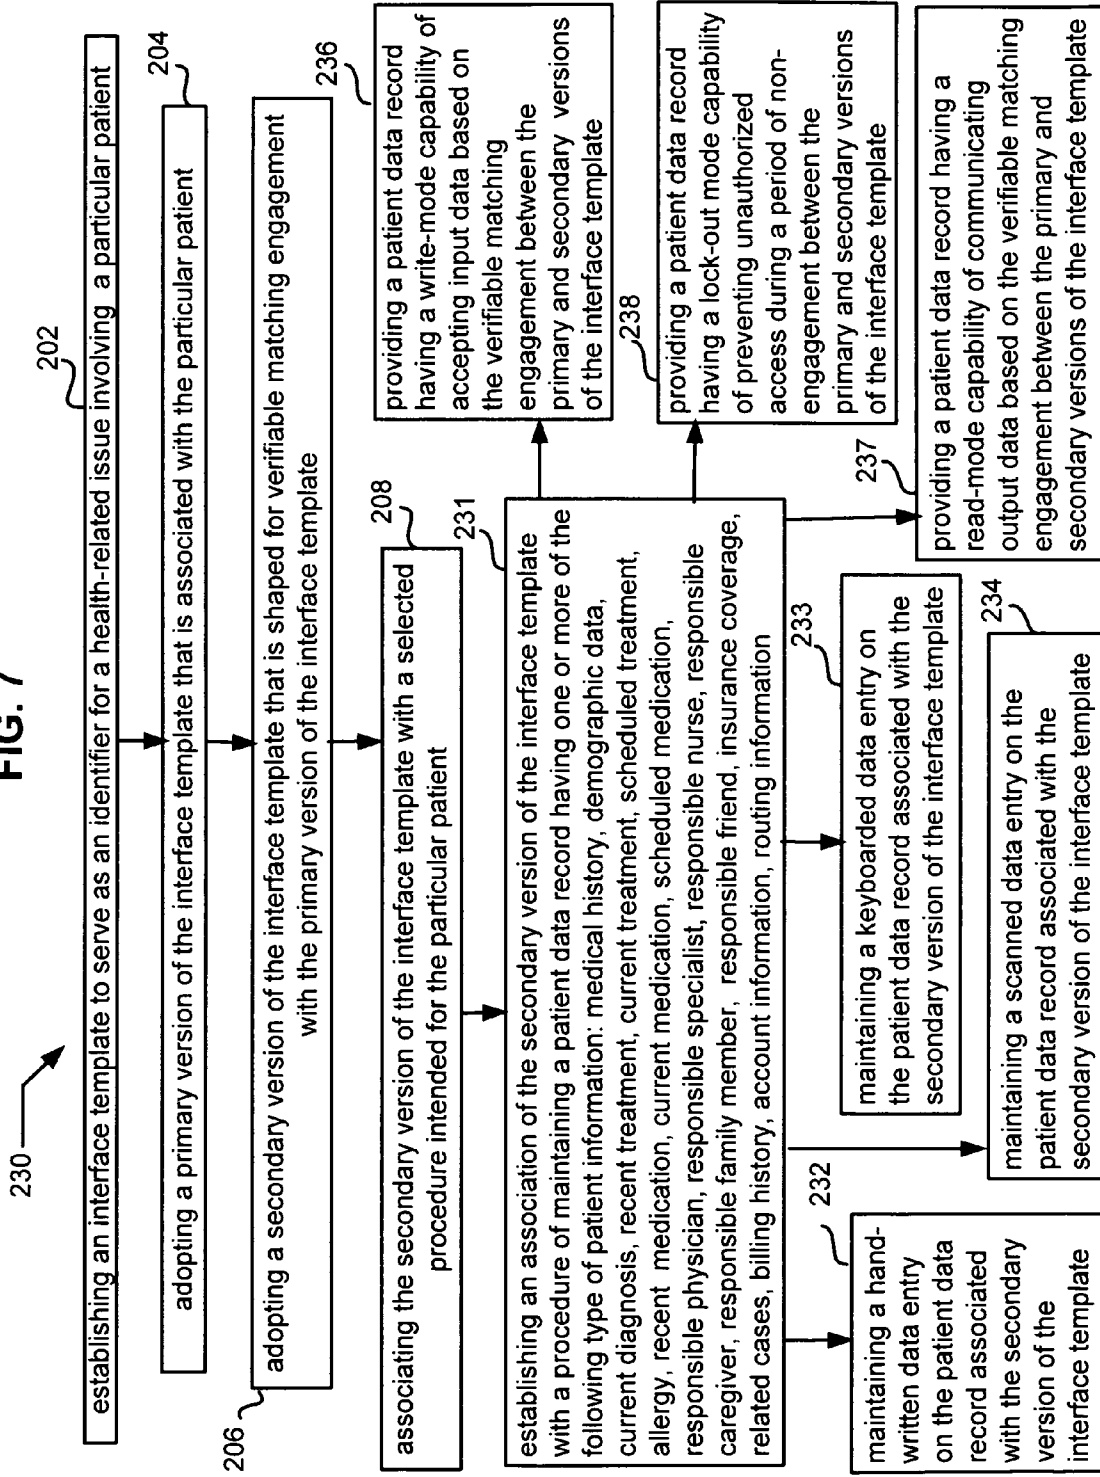 FIG. 7
230
202
establishing an interface template to serve as an identifier for a health-related issue involving a particular patient
204
adopting a primary version of the interface template that is associated with the particular patient
206
adopting a secondary version of the interface template that is shaped for verifiable matching engagement
with the primary version of the interface template
208
associating the secondary version of the interface template with a selected
procedure intended for the particular patient
231
establishing an association of the secondary version of the interface template
with a procedure of maintaining a patient data record having one or more of the
following type of patient information: medical history, demographic data,
current diagnosis, recent treatment, current treatment, scheduled treatment,
allergy, recent medication, current medication, scheduled medication,
responsible physician, responsible specialist, responsible nurse, responsible
caregiver, responsible family member, responsible friend, insurance coverage,
related cases, billing history, account information, routing information
236
providing a patient data record
having a write-mode capability of
accepting input data based on
the verifiable matching
engagement between the
primary and secondary versions
of the interface template
238
providing a patient data record
having a lock-out mode capability
of preventing unauthorized
access during a period of non-
engagement between the
primary and secondary versions
of the interface template
232
maintaining a hand-
written data entry
on the patient data
record associated
with the secondary
version of the
interface template
233
maintaining a keyboarded data entry on
the patient data record associated with the
secondary version of the interface template
234
maintaining a scanned data entry on the
patient data record associated with the
secondary version of the interface template
237
providing a patient data record having a
read-mode capability of communicating
output data based on the verifiable matching
engagement between the primary and
secondary versions of the interface template